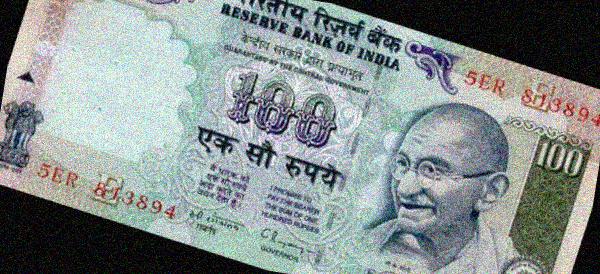 भारतीय रिज़र्व बैंक
RESERVE BANK OF INDIA
केन्द्रीय सरकार द्वारा प्रत्याभूत
GUARANTEED BY THE CENTRAL GOVERNMENT
5ER 813894
100
100
एक सौ रुपये
I PROMISE TO
PAY THE BEARER
THE SUM OF ONE
HUNDRED RUPEES
5ER 813894
GOVERNOR